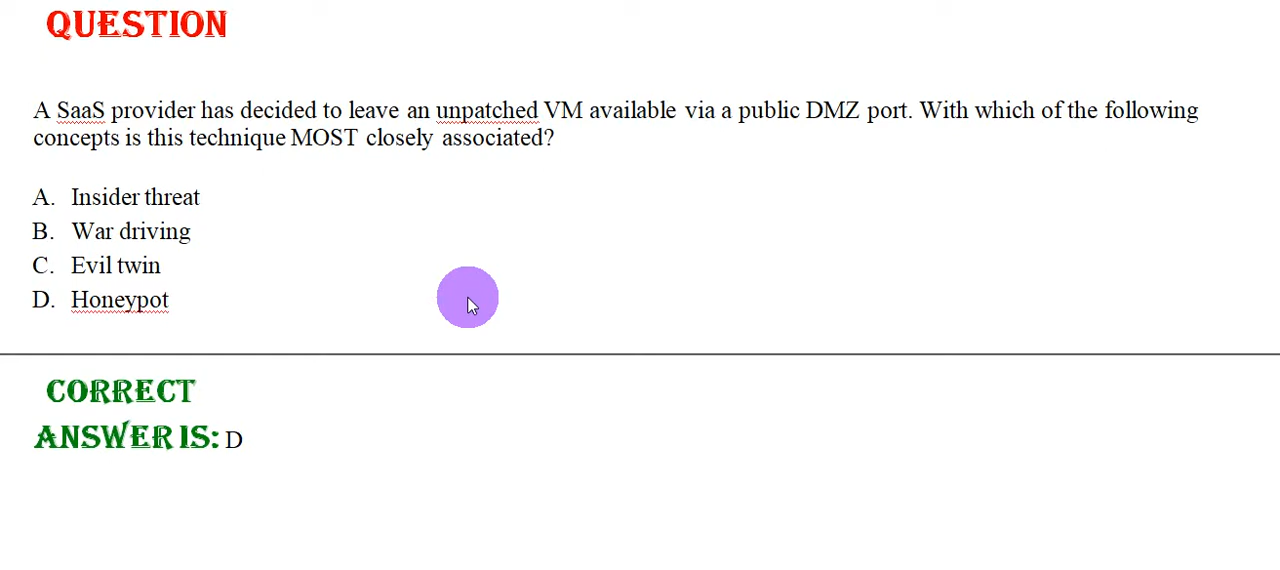 QUESTION
A SaaS provider has decided to leave an unpatched VM available via a public DMZ port. With which of the following
concepts is this technique MOST closely associated?
A. Insider threat
B. War driving
C. Evil twin
D. Honeypot
CORRECT
ANSWER IS: D